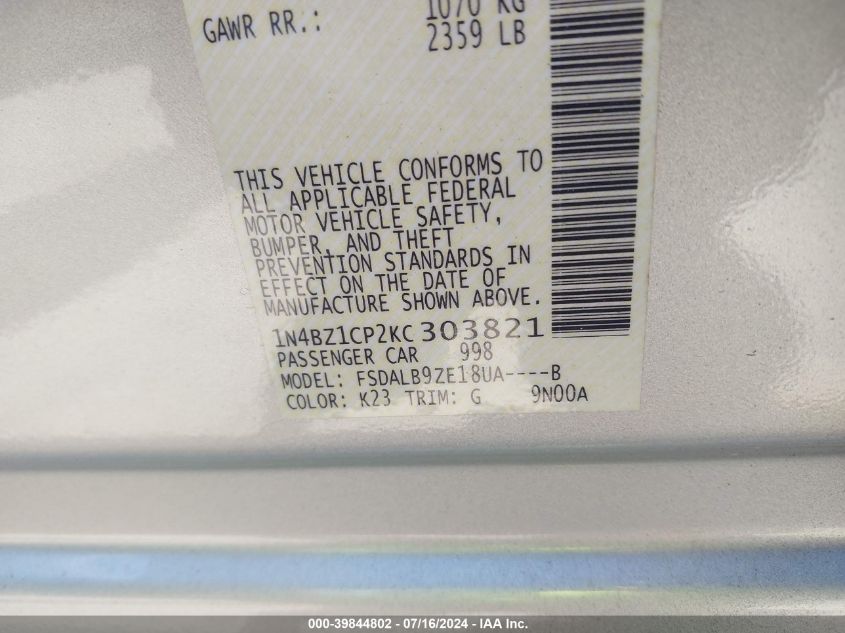 1070 KG
GAWR RR.: 2359 LB
THIS VEHICLE CONFORMS TO
ALL APPLICABLE FEDERAL
MOTOR VEHICLE SAFETY,
BUMPER, AND THEFT
PREVENTION STANDARDS IN
EFFECT ON THE DATE OF
MANUFACTURE SHOWN ABOVE.
1N4BZ1CP2KC303821
PASSENGER CAR 998
MODEL: FSDALB9ZE18UA----B
COLOR: K23 TRIM: G 9N00A
000-39844802 - 07/16/2024 - IAA Inc.